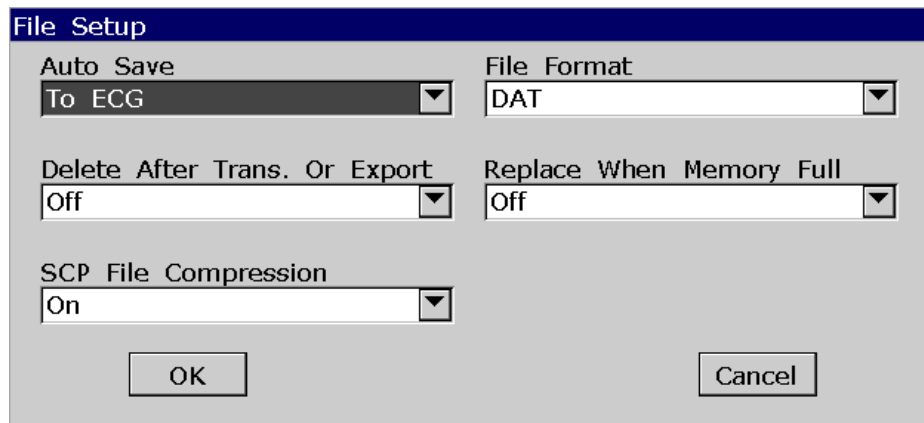 File Setup
Auto Save
To ECG
File Format
DAT
Delete After Trans. Or Export
Off
Replace When Memory Full
Off
SCP File Compression
On
OK
Cancel